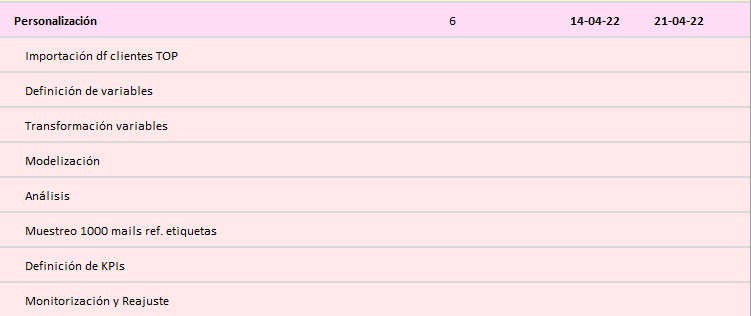 Personalización 6 14-04-22 21-04-22
Importación df clientes TOP
Definición de variables
Transformación variables
Modelización
Análisis
Muestreo 1000 mails ref. etiquetas
Definición de KPIs
Monitorización y Reajuste